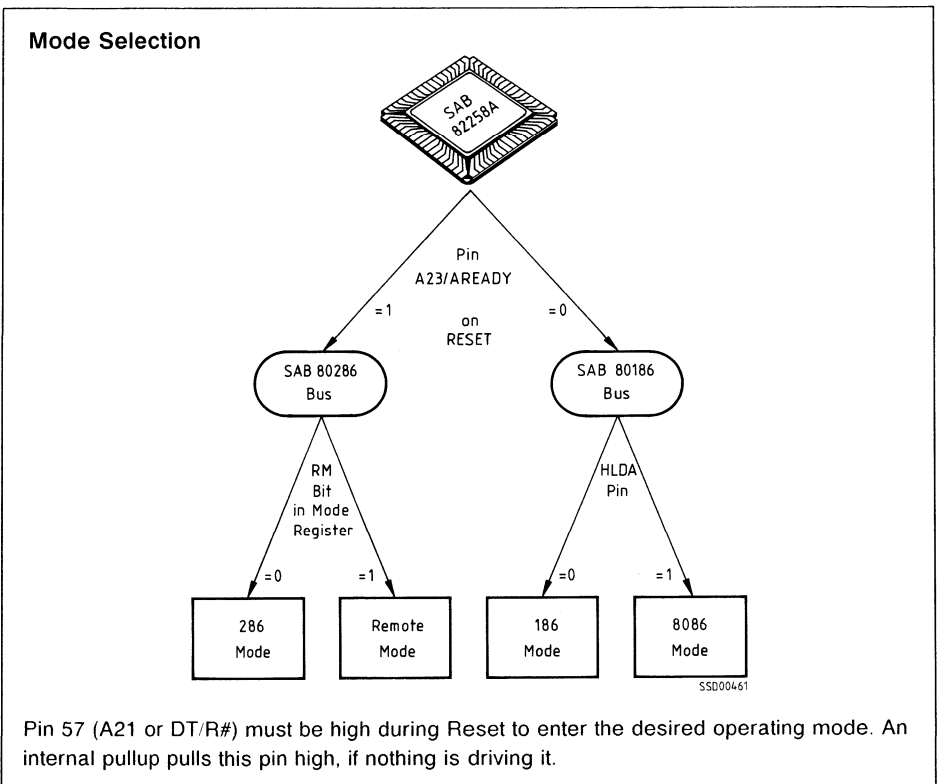 Mode Selection
SAB
82258A
Pin
A23/AREADY
=1
on
RESET
=0
SAB 80286
Bus
SAB 80186
Bus
RM
Bit
in Mode
Register
HLDA
Pin
=0
=1
=0
=1
286
Mode
Remote
Mode
186
Mode
8086
Mode
SSD00461
Pin 57 (A21 or DT/R#) must be high during Reset to enter the desired operating mode. An
internal pullup pulls this pin high, if nothing is driving it.